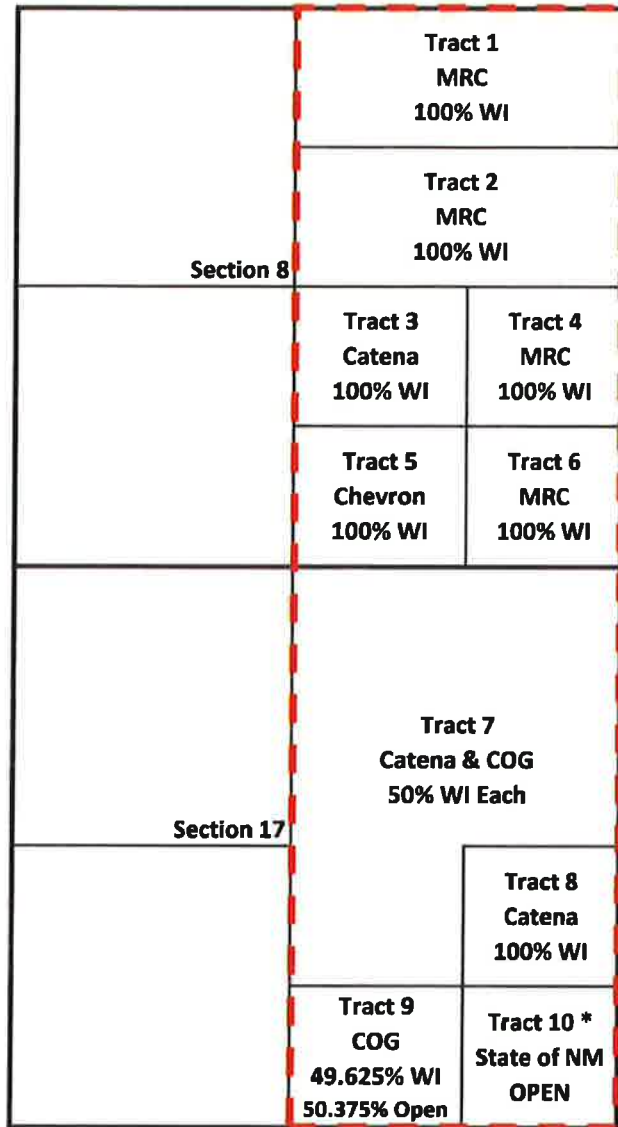 Tract 1
MRC
100% WI
Tract 2
MRC
100% WI
Section 8
Tract 3
Catena
100% WI
Tract 4
MRC
100% WI
Tract 5
Chevron
100% WI
Tract 6
MRC
100% WI
Tract 7
Catena & COG
50% WI Each
Section 17
Tract 8
Catena
100% WI
Tract 9
COG
49.625% WI
50.375% Open
Tract 10 *
State of NM
OPEN